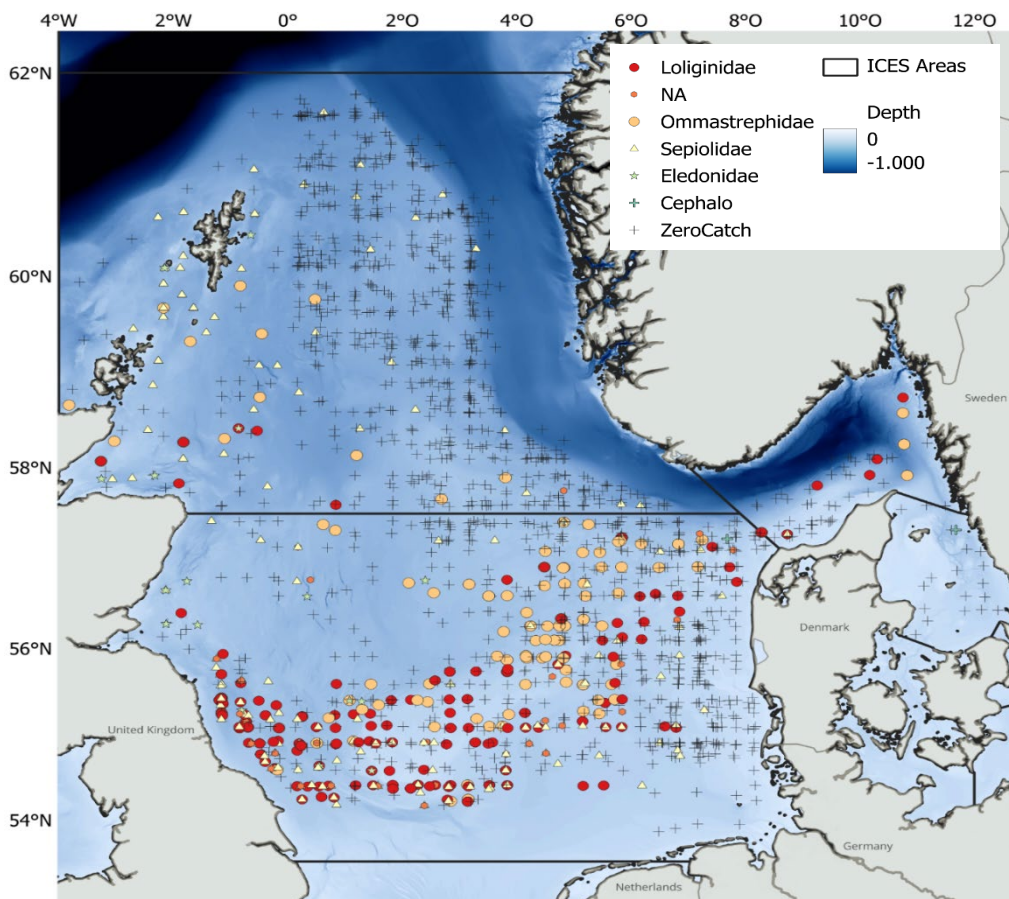 4°W 2°W 0° 2°E 4°E 6°E 8°E 10°E 12°E
62°N
60°N
58°N
56°N
54°N
Loliginidae
NA
Ommastrephidae
Sepiolidae
Eledonidae
Cephalo
ZeroCatch
ICES Areas
Depth
0
-1.000
Sweden
Denmark
United Kingdom
Germany
Netherlands